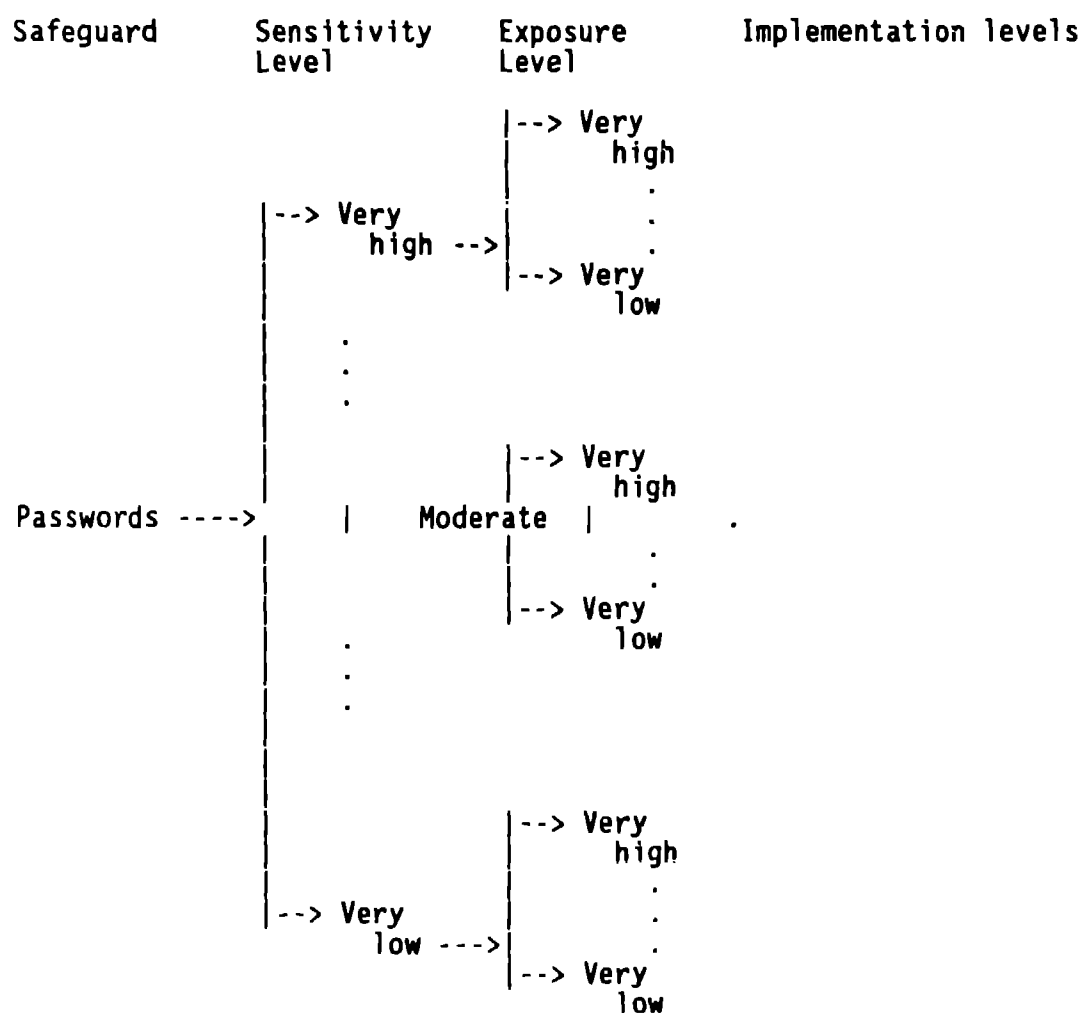 Safeguard Sensitivity Exposure Implementation levels
Level Level
|--> Very
high
.
|--> Very .
high -->| .
|--> Very
low
.
.
.
|--> Very
high
Passwords ----> | Moderate | .
.
.
|--> Very
low
.
.
.
|--> Very
high
.
|--> Very .
low --->| .
|--> Very
low